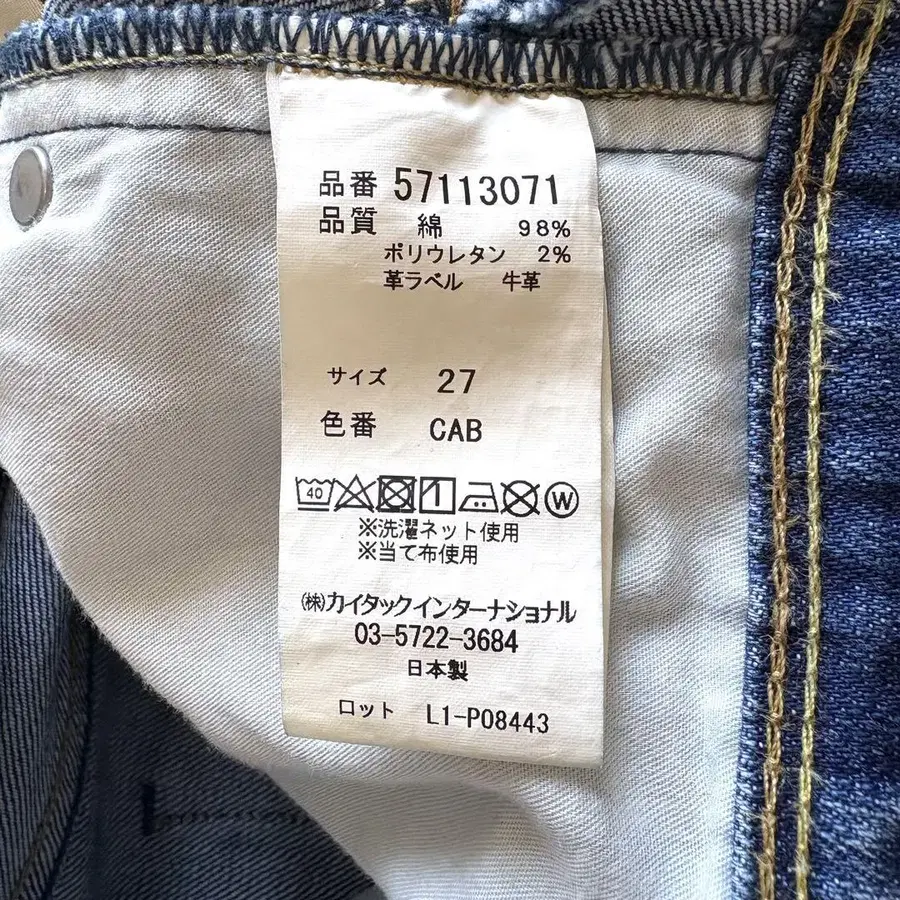 品番 57113071
品質 綿 98%
ポリウレタン 2%
革ラベル 牛革
サイズ 27
色番 CAB
40 W
※洗濯ネット使用
※当て布使用
㈱カイタックインターナショナル
03-5722-3684
日本製
ロット L1-P08443